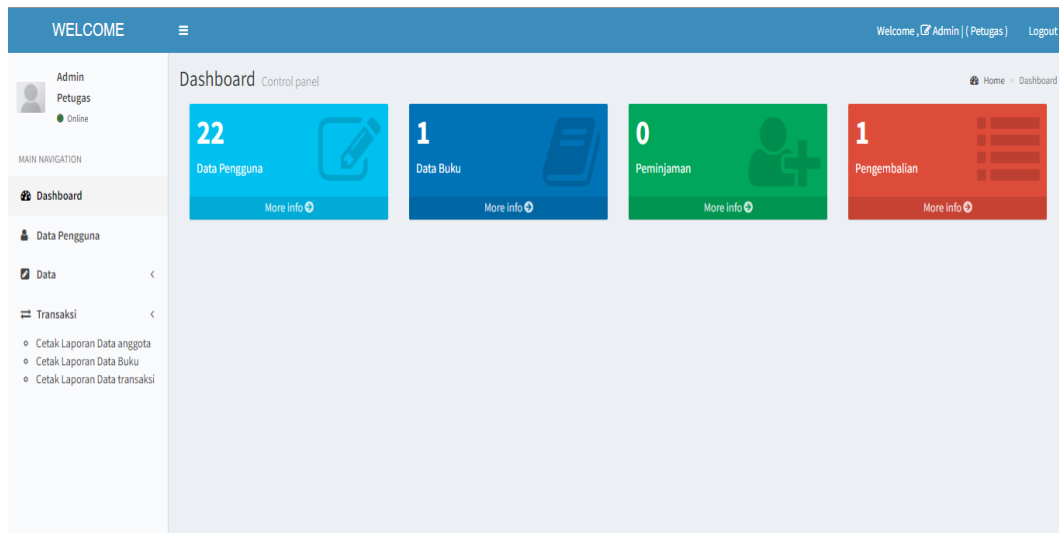 WELCOME
Welcome , Admin | ( Petugas ) Logout
Admin
Petugas
Online
MAIN NAVIGATION
Dashboard
Data Pengguna
Data
Transaksi
Cetak Laporan Data anggota
Cetak Laporan Data Buku
Cetak Laporan Data transaksi
Dashboard Control panel
Home > Dashboard
22
Data Pengguna
More info
1
Data Buku
More info
0
Peminjaman
More info
1
Pengembalian
More info